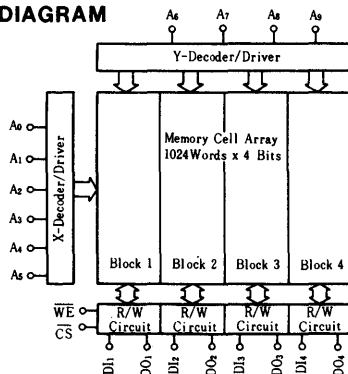 DIAGRAM
A6 A7 A8 A9
Y-Decoder/Driver
A0
A1
A2
A3
A4
A5
X-Decoder/Driver
Memory Cell Array
1024Words x 4 Bits
Block 1 Block 2 Block 3 Block 4
WE
CS
R/W Circuit
R/W Circuit
R/W Circuit
R/W Circuit
DI1 DO1 DI2 DO2 DI3 DO3 DI4 DO4